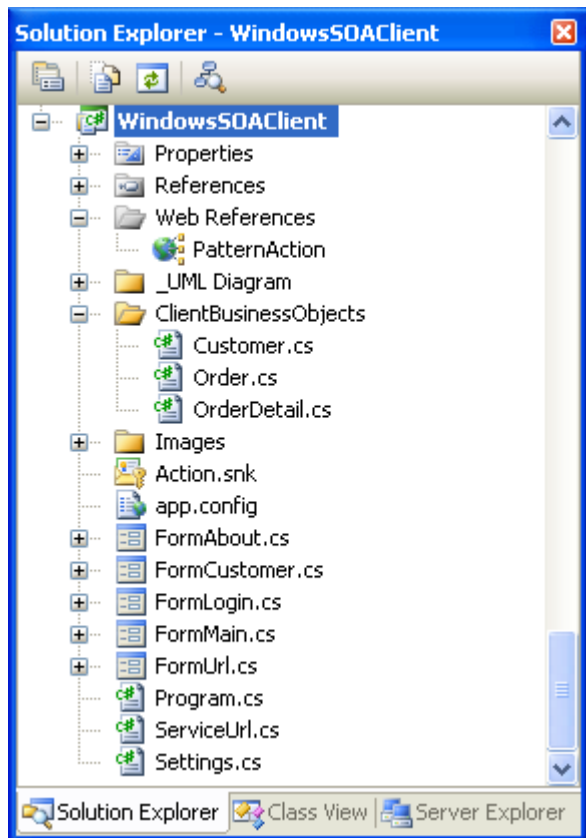 Solution Explorer - WindowsSOAClient
WindowsSOAClient
Properties
References
Web References
PatternAction
_UML Diagram
ClientBusinessObjects
Customer.cs
Order.cs
OrderDetail.cs
Images
Action.snk
app.config
FormAbout.cs
FormCustomer.cs
FormLogin.cs
FormMain.cs
FormUrl.cs
Program.cs
ServiceUrl.cs
Settings.cs
Solution Explorer Class View Server Explorer